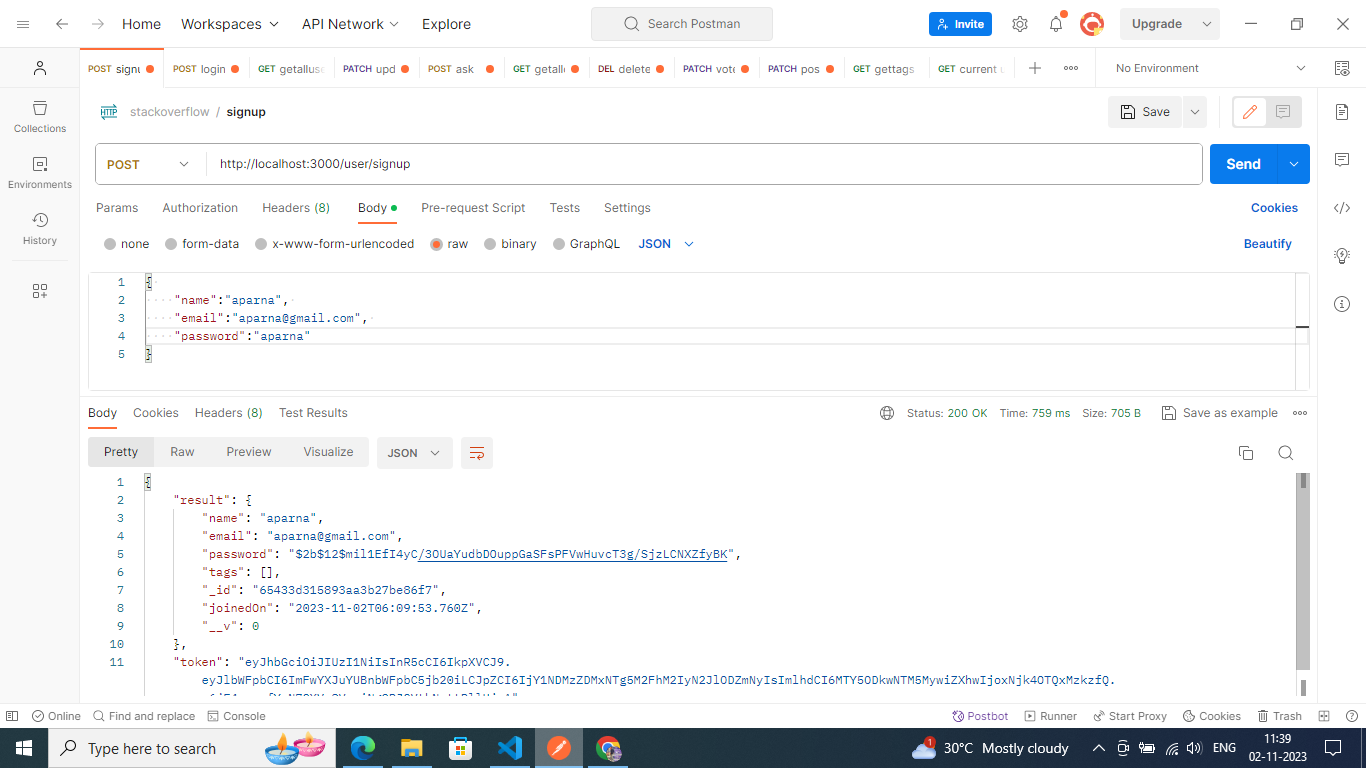 Home Workspaces API Network Explore Search Postman Invite Upgrade
POST signu POST login GET getalluse PATCH upd POST ask GET getalle DEL delete PATCH vote PATCH pos GET gettags GET current u No Environment
HTTP stackoverflow / signup Save
POST http://localhost:3000/user/signup Send
Params Authorization Headers (8) Body Pre-request Script Tests Settings Cookies
none form-data x-www-form-urlencoded raw binary GraphQL JSON Beautify
1 {
2 "name":"aparna",
3 "email":"aparna@gmail.com",
4 "password":"aparna"
5 }
Collections
Environments
History
Body Cookies Headers (8) Test Results Status: 200 OK Time: 759 ms Size: 705 B Save as example
Pretty Raw Preview Visualize JSON
1 {
2 "result": {
3 "name": "aparna",
4 "email": "aparna@gmail.com",
5 "password": "$2b$12$mil1EfI4yC/3OUaYudbDOuppGaSFsPFVwHuvcT3g/SjzLCNXZfyBK",
6 "tags": [],
7 "_id": "65433d315893aa3b27be86f7",
8 "joinedOn": "2023-11-02T06:09:53.760Z",
9 "__v": 0
10 },
11 "token": "eyJhbGciOiJIUzI1NiIsInR5cCI6IkpXVCJ9.
eyJlbWFpbCI6ImFwYXJuYUBnbWFpbC5jb20iLCJpZCI6IjY1NDMzZDMxNTg5M2FhM2IyN2JlODZmNyIsImlhdCI6MTY5ODkwNTM5MywiZXhwIjoxNjk4OTQxMzkzfQ.
Online Find and replace Console Postbot Runner Start Proxy Cookies Trash
Type here to search 1 30°C Mostly cloudy ENG 11:39
02-11-2023